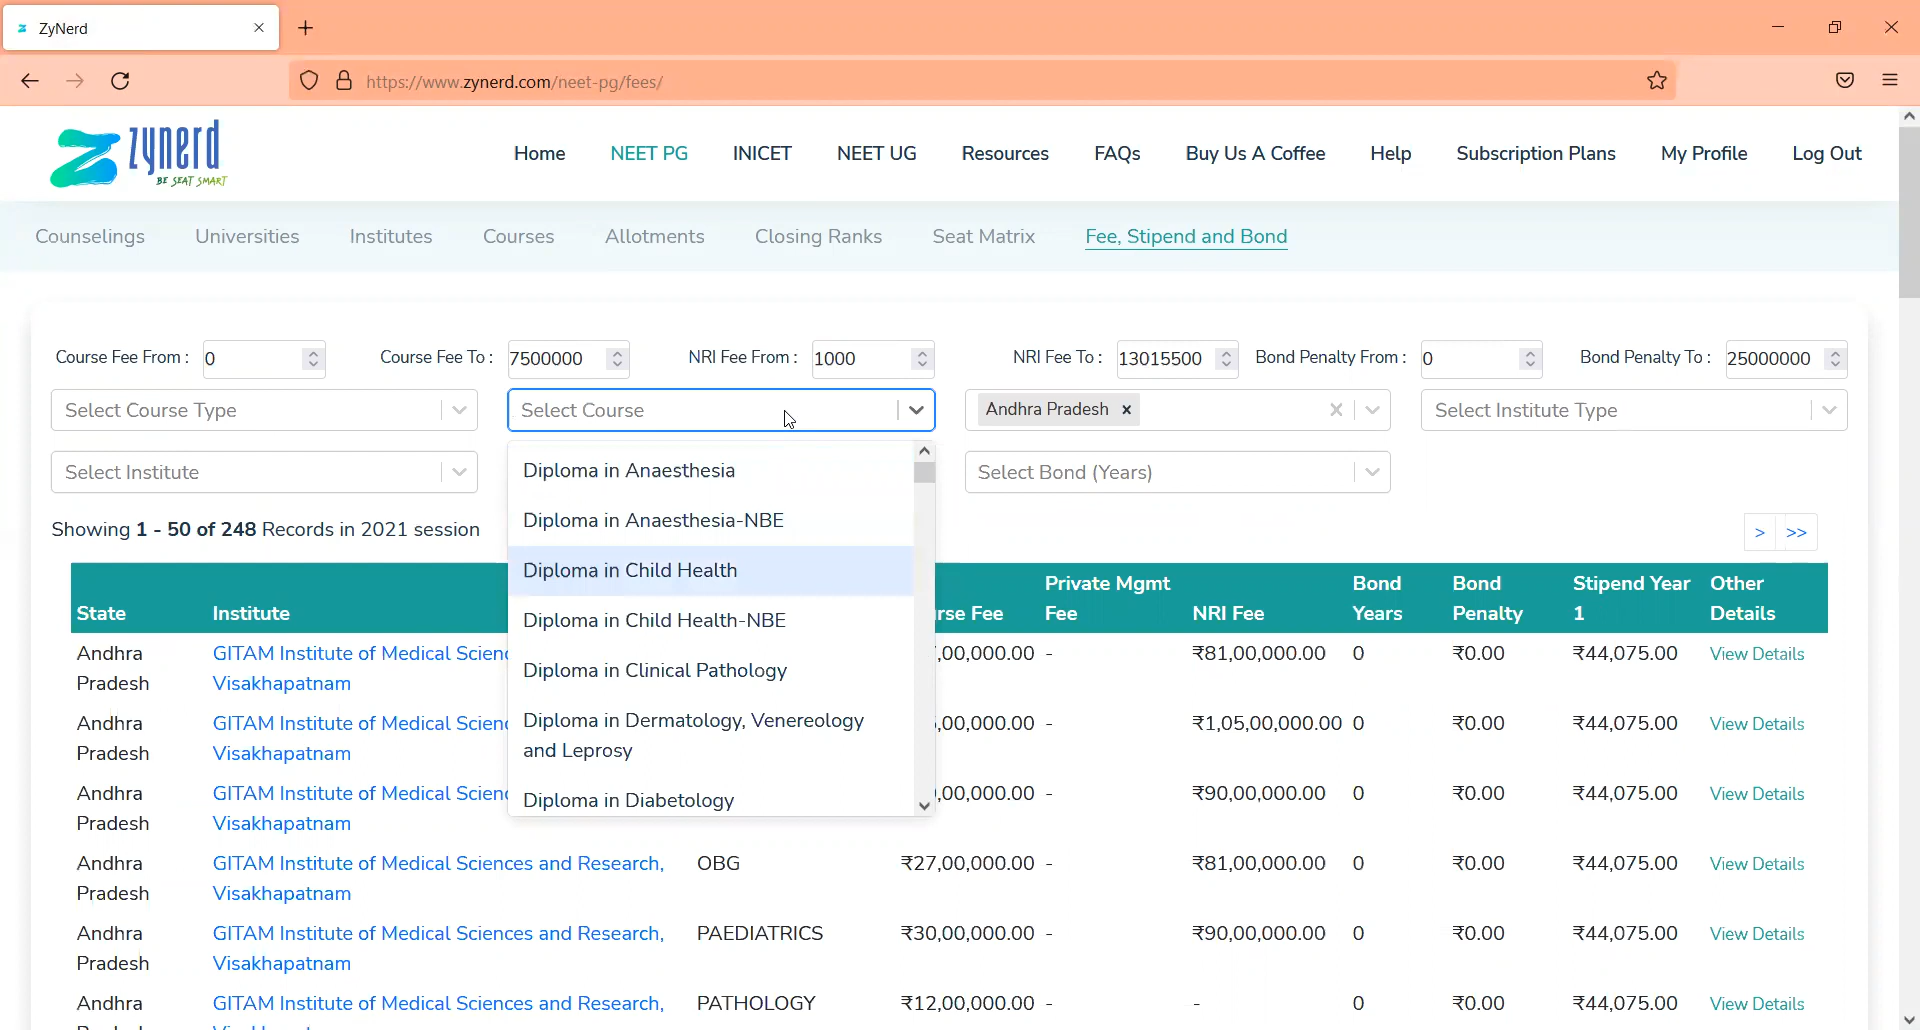 ZyNerd
https://www.zynerd.com/neet-pg/fees/
zynerd
BE SEAT SMART
Home NEET PG INICET NEET UG Resources FAQs Buy Us A Coffee Help Subscription Plans My Profile Log Out
Counselings Universities Institutes Courses Allotments Closing Ranks Seat Matrix Fee, Stipend and Bond
Course Fee From : 0 Course Fee To : 7500000 NRI Fee From : 1000 NRI Fee To : 13015500 Bond Penalty From : 0 Bond Penalty To : 25000000
Select Course Type Select Course Andhra Pradesh × Select Institute Type
Select Institute Select Bond (Years)
Diploma in Anaesthesia
Diploma in Anaesthesia-NBE
Diploma in Child Health
Diploma in Child Health-NBE
Diploma in Clinical Pathology
Diploma in Dermatology, Venereology
and Leprosy
Diploma in Diabetology
Showing 1 - 50 of 248 Records in 2021 session > >>
Private Mgmt Bond Bond Stipend Year Other
State Institute rse Fee Fee NRI Fee Years Penalty 1 Details
Andhra GITAM Institute of Medical Scienc ,00,000.00 - ₹81,00,000.00 0 ₹0.00 ₹44,075.00 View Details
Pradesh Visakhapatnam
Andhra GITAM Institute of Medical Scienc ,00,000.00 - ₹1,05,00,000.00 0 ₹0.00 ₹44,075.00 View Details
Pradesh Visakhapatnam
Andhra GITAM Institute of Medical Scienc ,00,000.00 - ₹90,00,000.00 0 ₹0.00 ₹44,075.00 View Details
Pradesh Visakhapatnam
Andhra GITAM Institute of Medical Sciences and Research, OBG ₹27,00,000.00 - ₹81,00,000.00 0 ₹0.00 ₹44,075.00 View Details
Pradesh Visakhapatnam
Andhra GITAM Institute of Medical Sciences and Research, PAEDIATRICS ₹30,00,000.00 - ₹90,00,000.00 0 ₹0.00 ₹44,075.00 View Details
Pradesh Visakhapatnam
Andhra GITAM Institute of Medical Sciences and Research, PATHOLOGY ₹12,00,000.00 - - 0 ₹0.00 ₹44,075.00 View Details